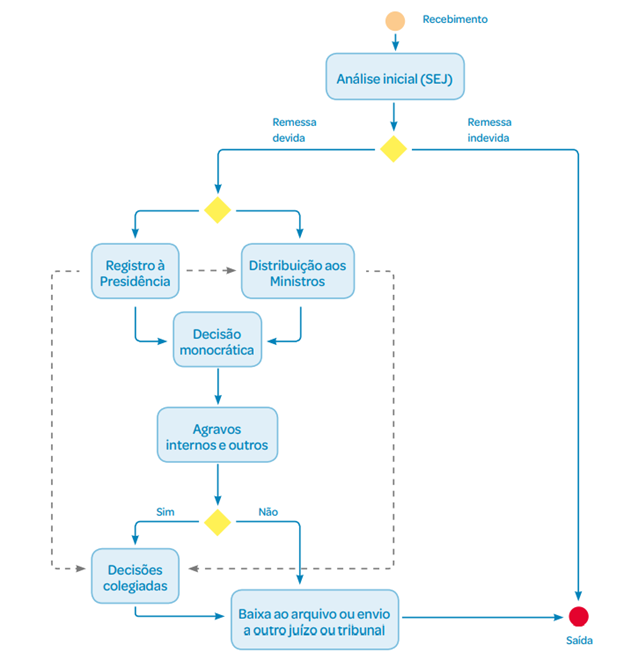 Recebimento
Análise inicial (SEJ)
Remessa
devida
Remessa
indevida
Registro à
Presidência
Distribuição aos
Ministros
Decisão
monocrática
Agravos
internos e outros
Sim
Não
Decisões
colegiadas
Baixa ao arquivo ou envio
a outro juízo ou tribunal
Saída